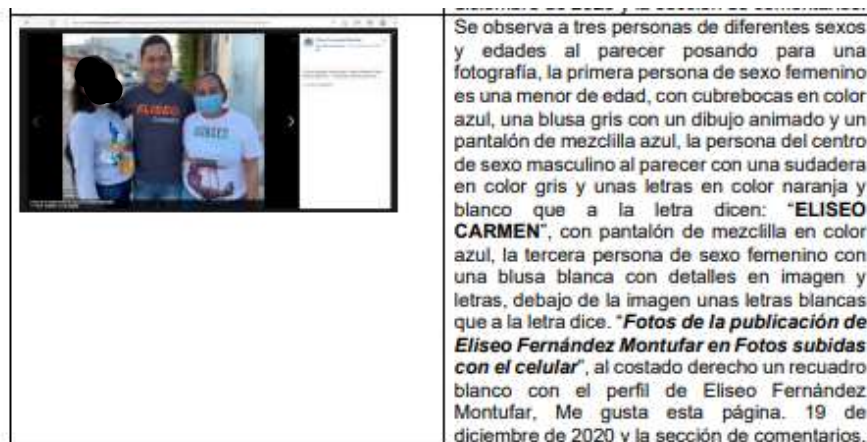 ELISEO
CARMEN
Se observa a tres personas de diferentes sexos
y edades al parecer posando para una
fotografía, la primera persona de sexo femenino
es una menor de edad, con cubrebocas en color
azul, una blusa gris con un dibujo animado y un
pantalón de mezclilla azul, la persona del centro
de sexo masculino al parecer con una sudadera
en color gris y unas letras en color naranja y
blanco que a la letra dicen: “ELISEO
CARMEN”, con pantalón de mezclilla en color
azul, la tercera persona de sexo femenino con
una blusa blanca con detalles en imagen y
letras, debajo de la imagen unas letras blancas
que a la letra dice. “Fotos de la publicación de
Eliseo Fernández Montufar en Fotos subidas
con el celular”, al costado derecho un recuadro
blanco con el perfil de Eliseo Fernández
Montufar, Me gusta esta página. 19 de
diciembre de 2020 y la sección de comentarios.